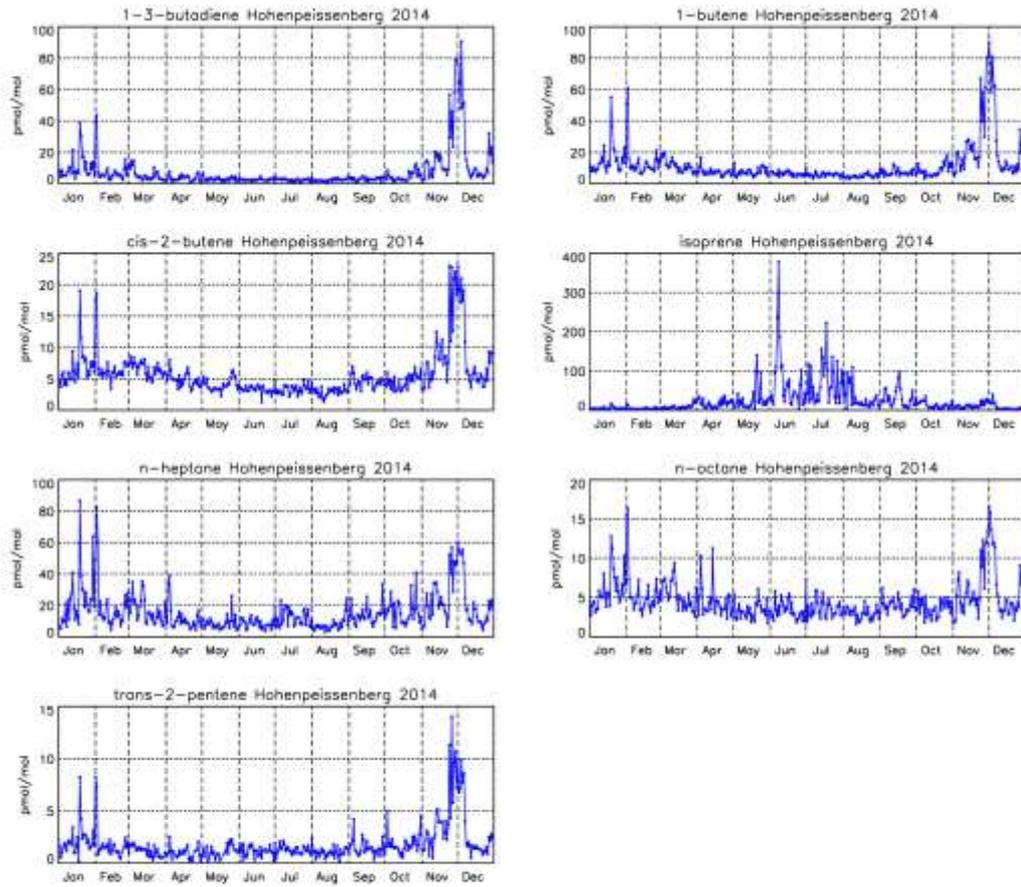 1-3-butadiene Hohenpeissenberg 2014
100
80
60
40
20
0
pmol/mol
Jan Feb Mar Apr May Jun Jul Aug Sep Oct Nov Dec
1-butene Hohenpeissenberg 2014
100
80
60
40
20
0
pmol/mol
Jan Feb Mar Apr May Jun Jul Aug Sep Oct Nov Dec
cis-2-butene Hohenpeissenberg 2014
25
20
15
10
5
0
pmol/mol
Jan Feb Mar Apr May Jun Jul Aug Sep Oct Nov Dec
isoprene Hohenpeissenberg 2014
400
300
200
100
0
pmol/mol
Jan Feb Mar Apr May Jun Jul Aug Sep Oct Nov Dec
n-heptane Hohenpeissenberg 2014
100
80
60
40
20
0
pmol/mol
Jan Feb Mar Apr May Jun Jul Aug Sep Oct Nov Dec
n-octane Hohenpeissenberg 2014
20
15
10
5
0
pmol/mol
Jan Feb Mar Apr May Jun Jul Aug Sep Oct Nov Dec
trans-2-pentene Hohenpeissenberg 2014
15
10
5
0
pmol/mol
Jan Feb Mar Apr May Jun Jul Aug Sep Oct Nov Dec